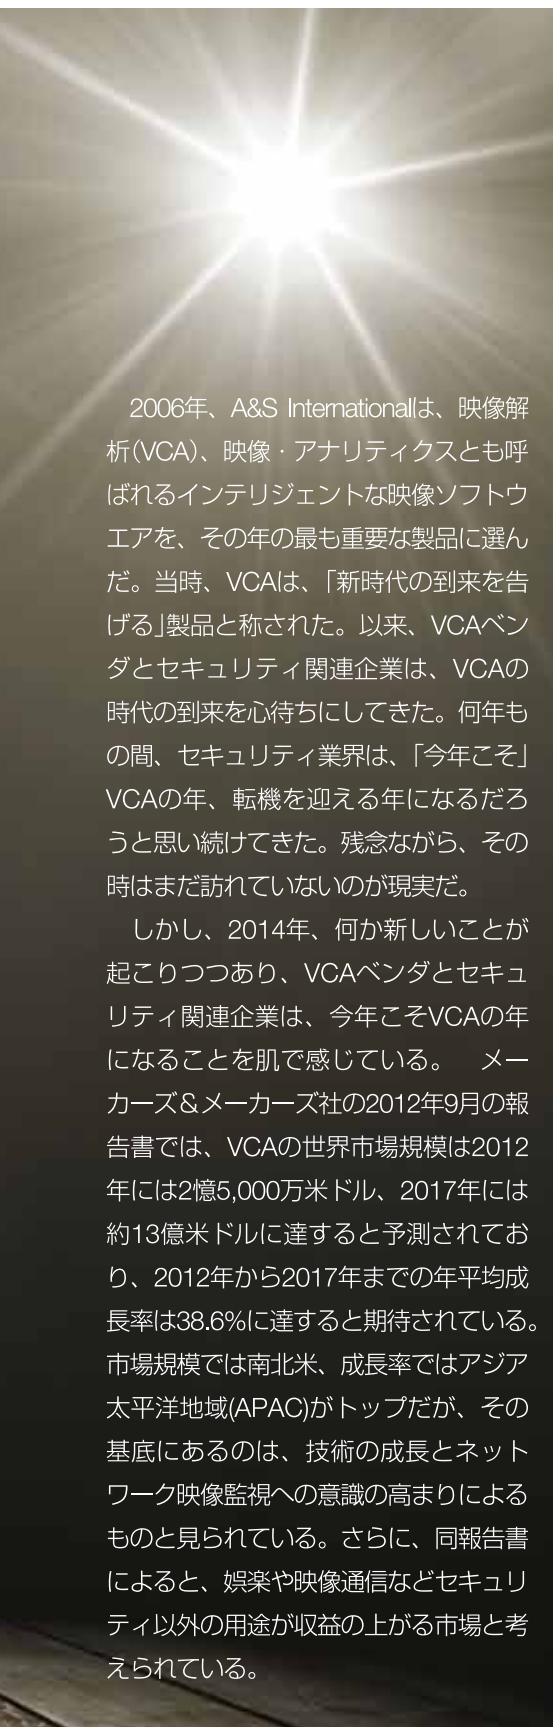 2006年、A&S Internationalは、映像解
析(VCA)、映像・アナリティクスとも呼
ばれるインテリジェントな映像ソフトウ
エアを、その年の最も重要な製品に選ん
だ。当時、VCAは、「新時代の到来を告
げる」製品と称された。以来、VCAベン
ダとセキュリティ関連企業は、VCAの
時代の到来を心待ちにしてきた。何年も
の間、セキュリティ業界は、「今年こそ」
VCAの年、転機を迎える年になるだろ
うと思い続けてきた。残念ながら、その
時はまだ訪れていないのが現実だ。
しかし、2014年、何か新しいことが
起こりつつあり、VCAベンダとセキュ
リティ関連企業は、今年こそVCAの年
になることを肌で感じている。　メー
カーズ＆メーカーズ社の2012年9月の報
告書では、VCAの世界市場規模は2012
年には2憶5,000万米ドル、2017年には
約13億米ドルに達すると予測されてお
り、2012年から2017年までの年平均成
長率は38.6%に達すると期待されている。
市場規模では南北米、成長率ではアジア
太平洋地域(APAC)がトップだが、その
基底にあるのは、技術の成長とネット
ワーク映像監視への意識の高まりによる
ものと見られている。さらに、同報告書
によると、娯楽や映像通信などセキュリ
ティ以外の用途が収益の上がる市場と考
えられている。